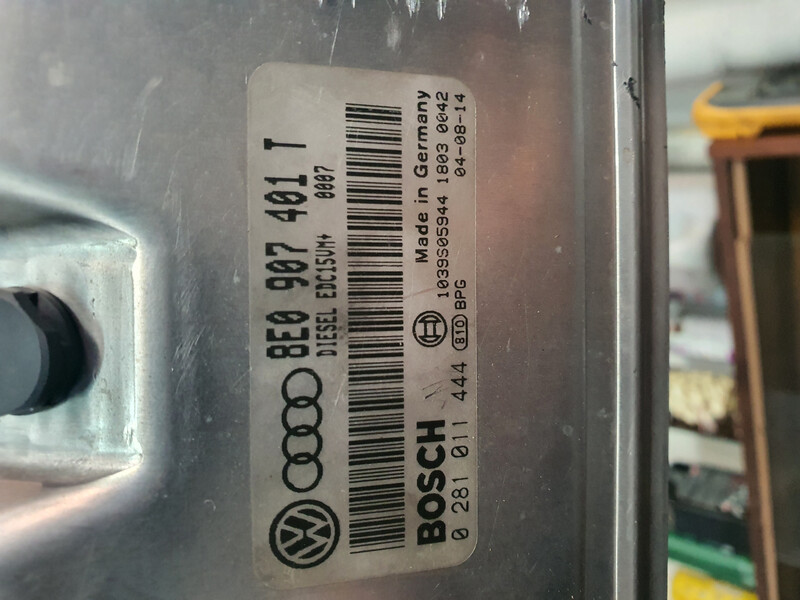 8E0 907 401 T
DIESEL EDC15VM+ 0007
BOSCH Made in Germany
0 281 011 444 1039S05944 1803 0042
8TO BPG 04-08-14